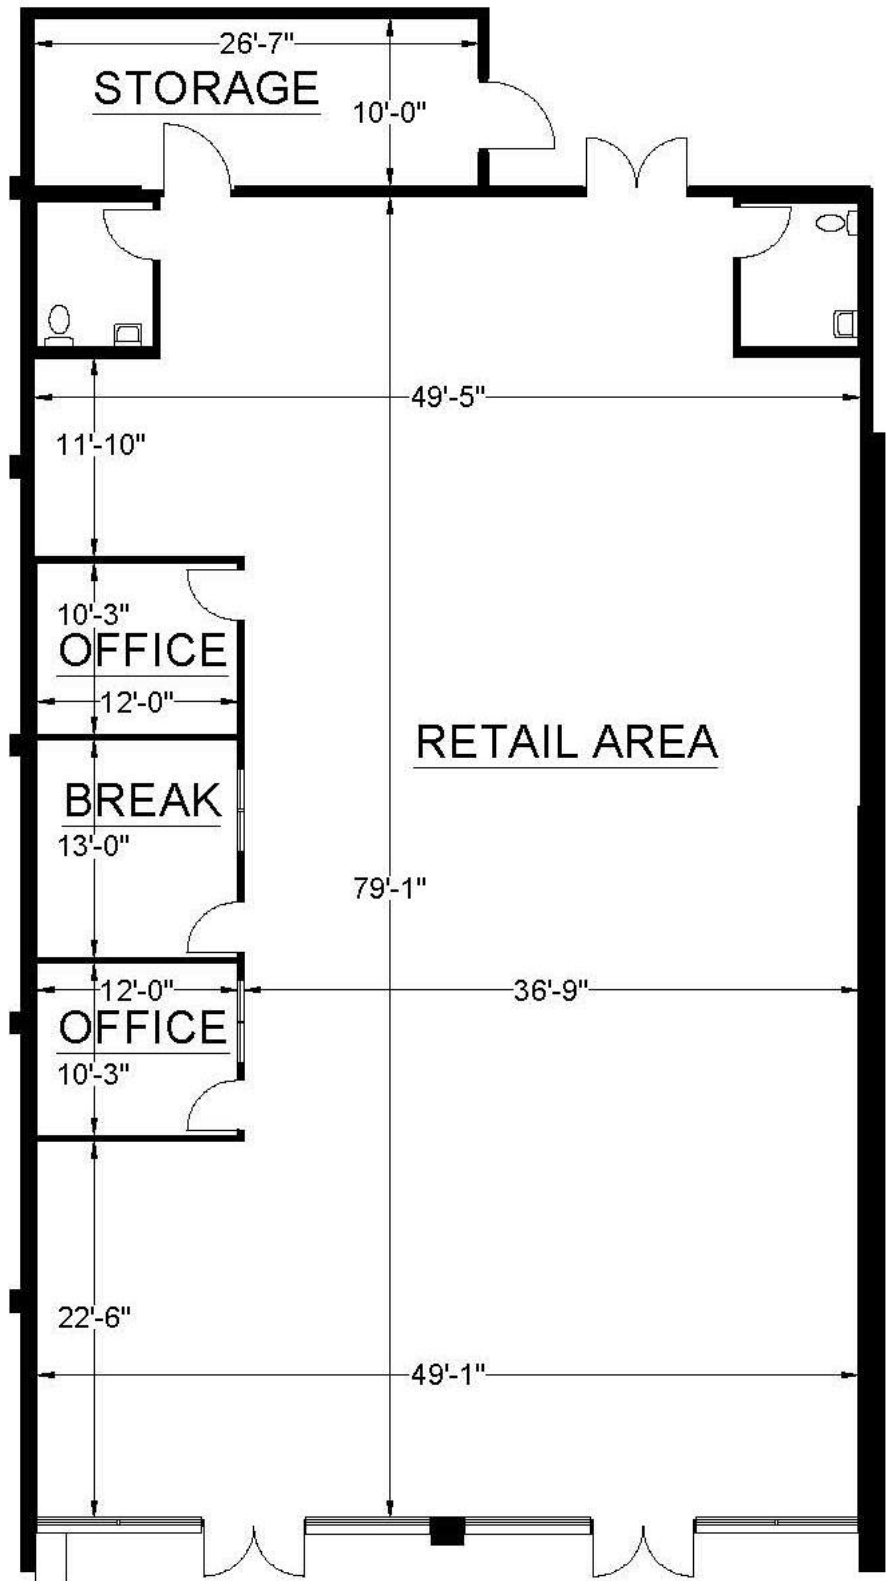 26'-7"
STORAGE
10'-0"
49'-5"
11'-10"
10'-3"
OFFICE
12'-0"
RETAIL AREA
BREAK
13'-0"
79'-1"
12'-0"
36'-9"
OFFICE
10'-3"
22'-6"
49'-1"